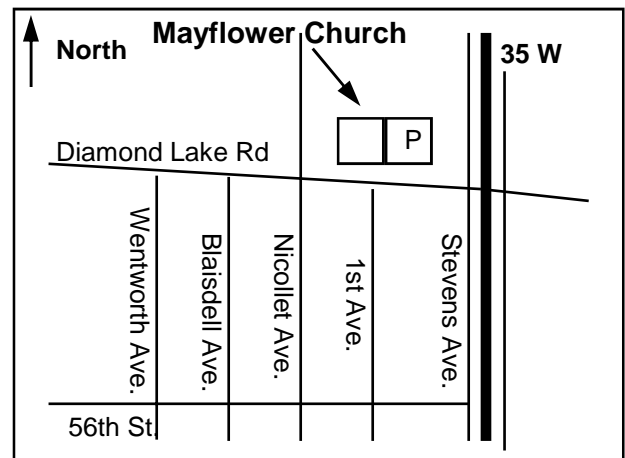 Mayflower Church
North
35 W
P
Diamond Lake Rd
Wentworth Ave.
Blaisdell Ave.
Nicollet Ave.
1st Ave.
Stevens Ave.
56th St.